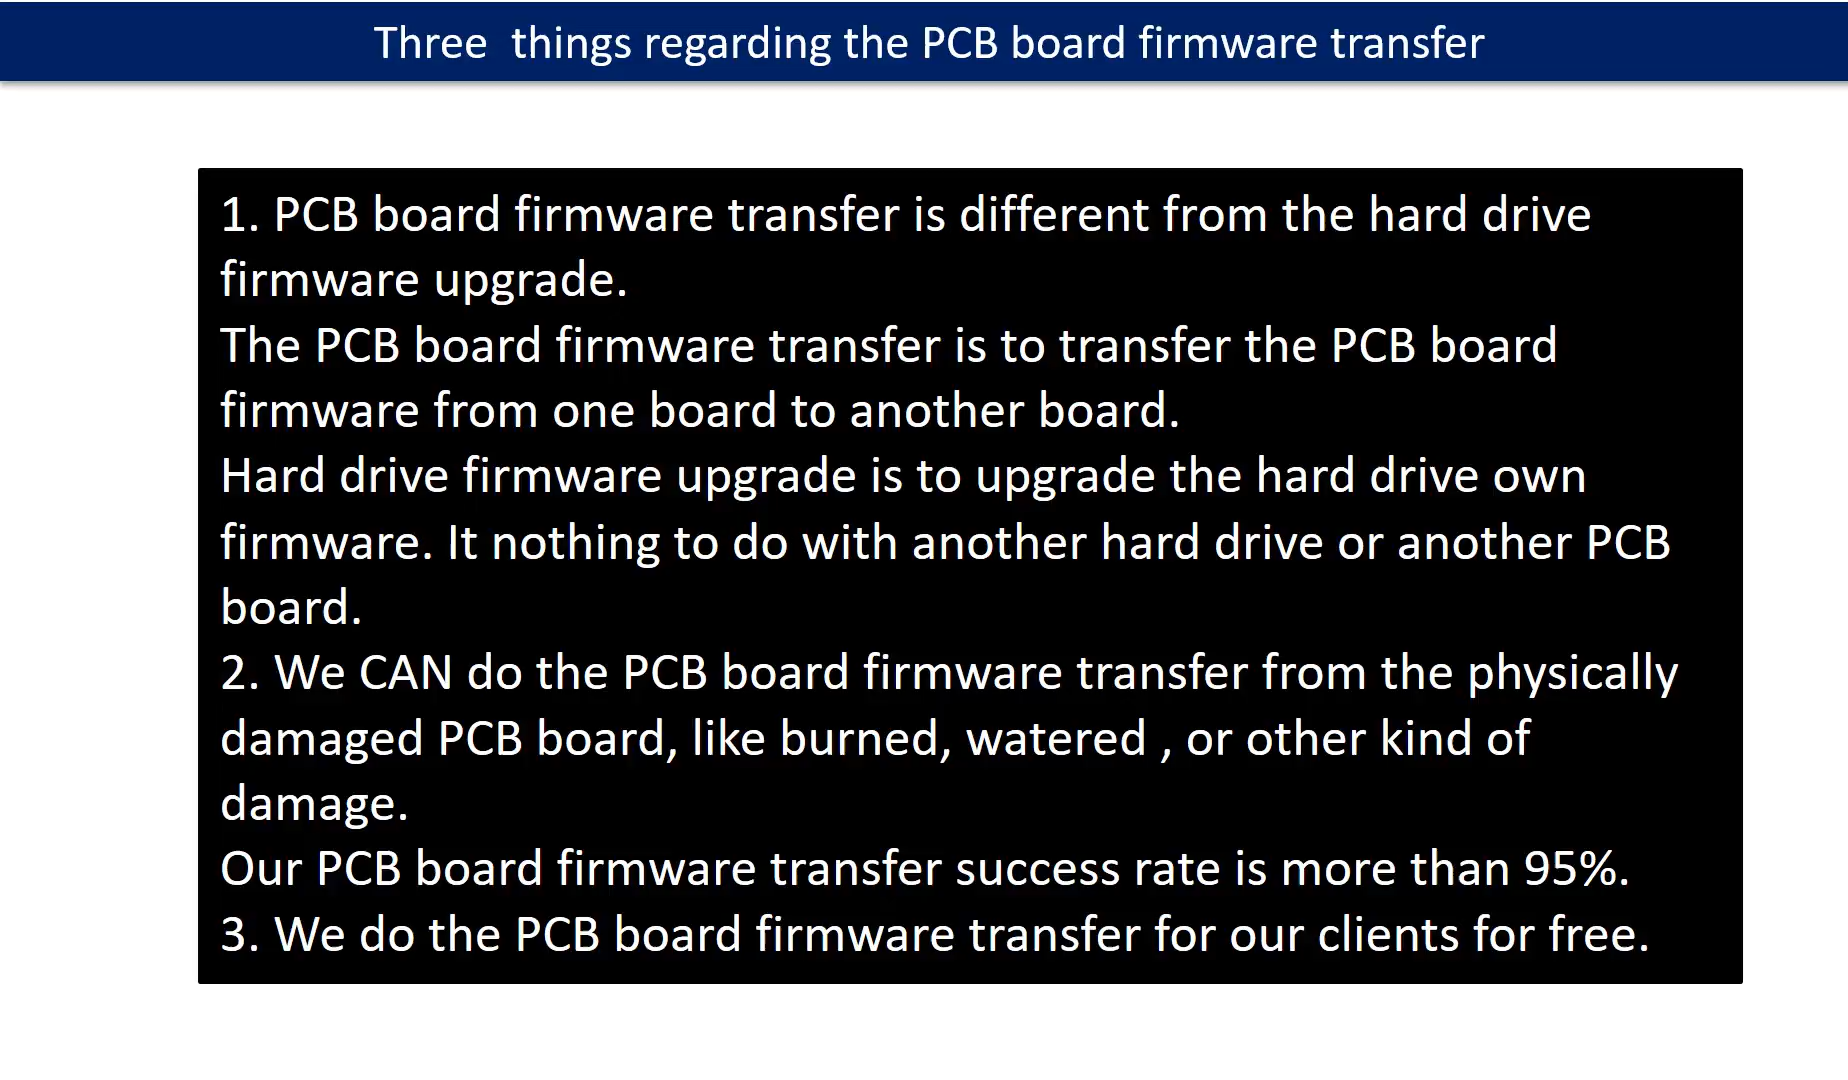 Three  things regarding the PCB board firmware transfer
1. PCB board firmware transfer is different from the hard drive
firmware upgrade.
The PCB board firmware transfer is to transfer the PCB board
firmware from one board to another board.
Hard drive firmware upgrade is to upgrade the hard drive own
firmware. It nothing to do with another hard drive or another PCB
board.
2. We CAN do the PCB board firmware transfer from the physically
damaged PCB board, like burned, watered , or other kind of
damage.
Our PCB board firmware transfer success rate is more than 95%.
3. We do the PCB board firmware transfer for our clients for free.